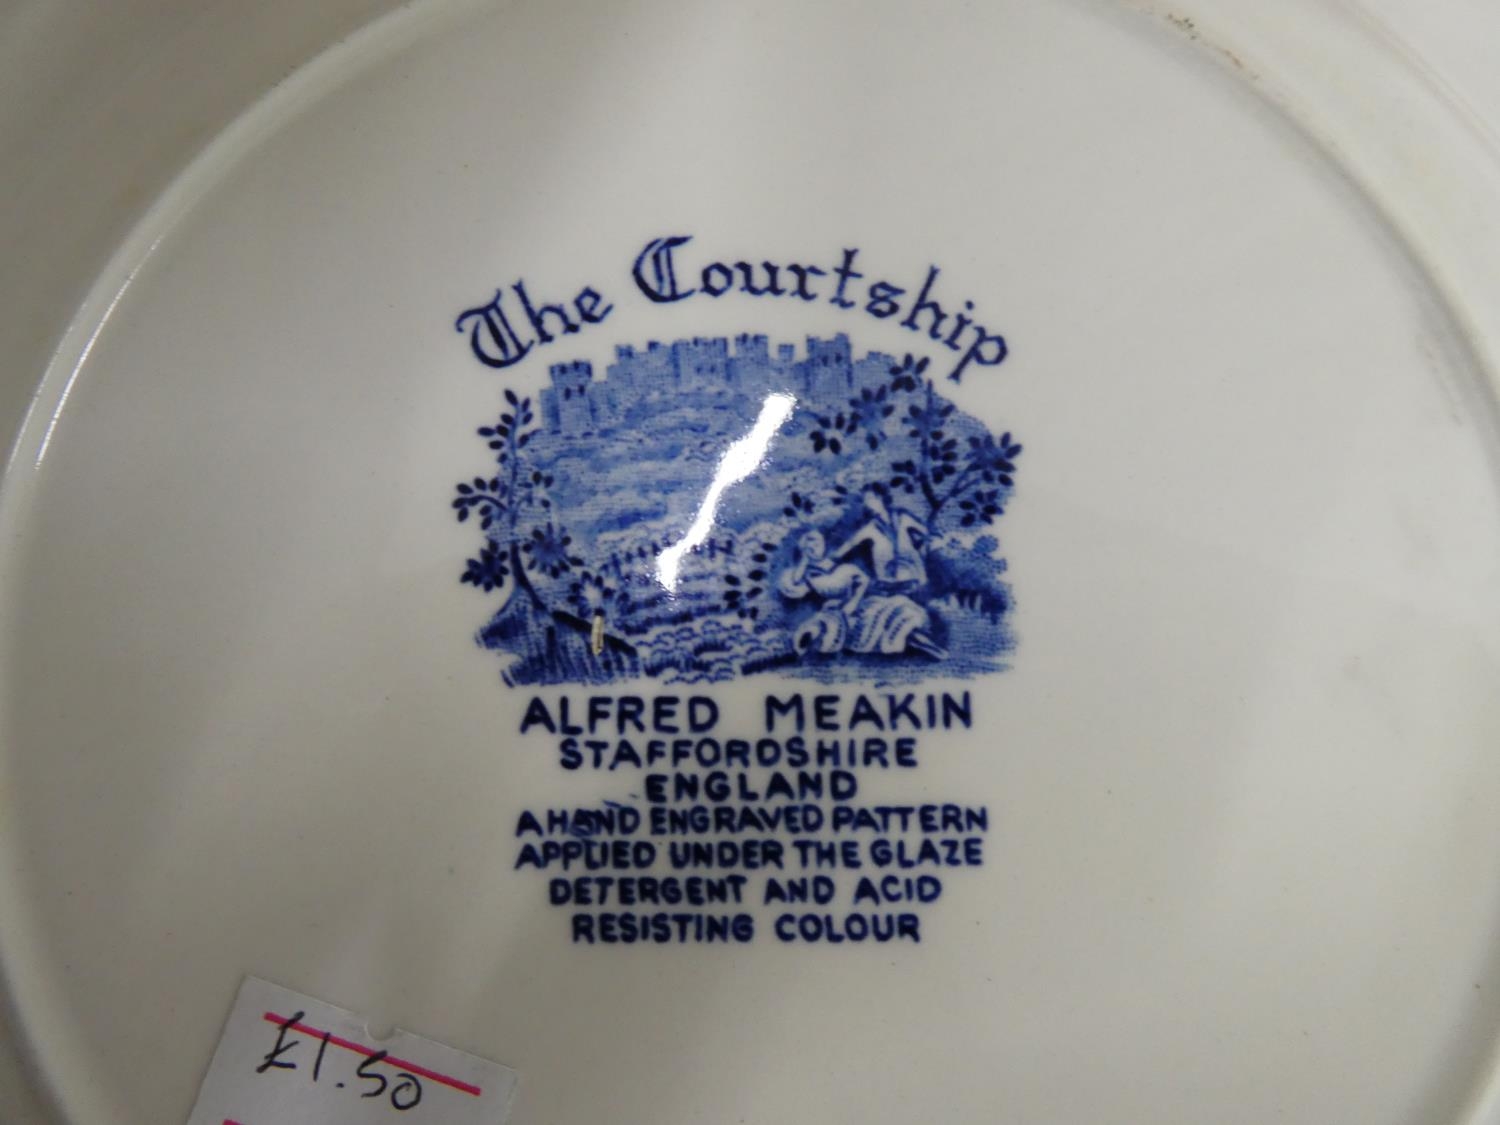 The Courtship
ALFRED MEAKIN
STAFFORDSHIRE
ENGLAND
A HAND ENGRAVED PATTERN
APPLIED UNDER THE GLAZE
DETERGENT AND ACID
RESISTING COLOUR
£1.50